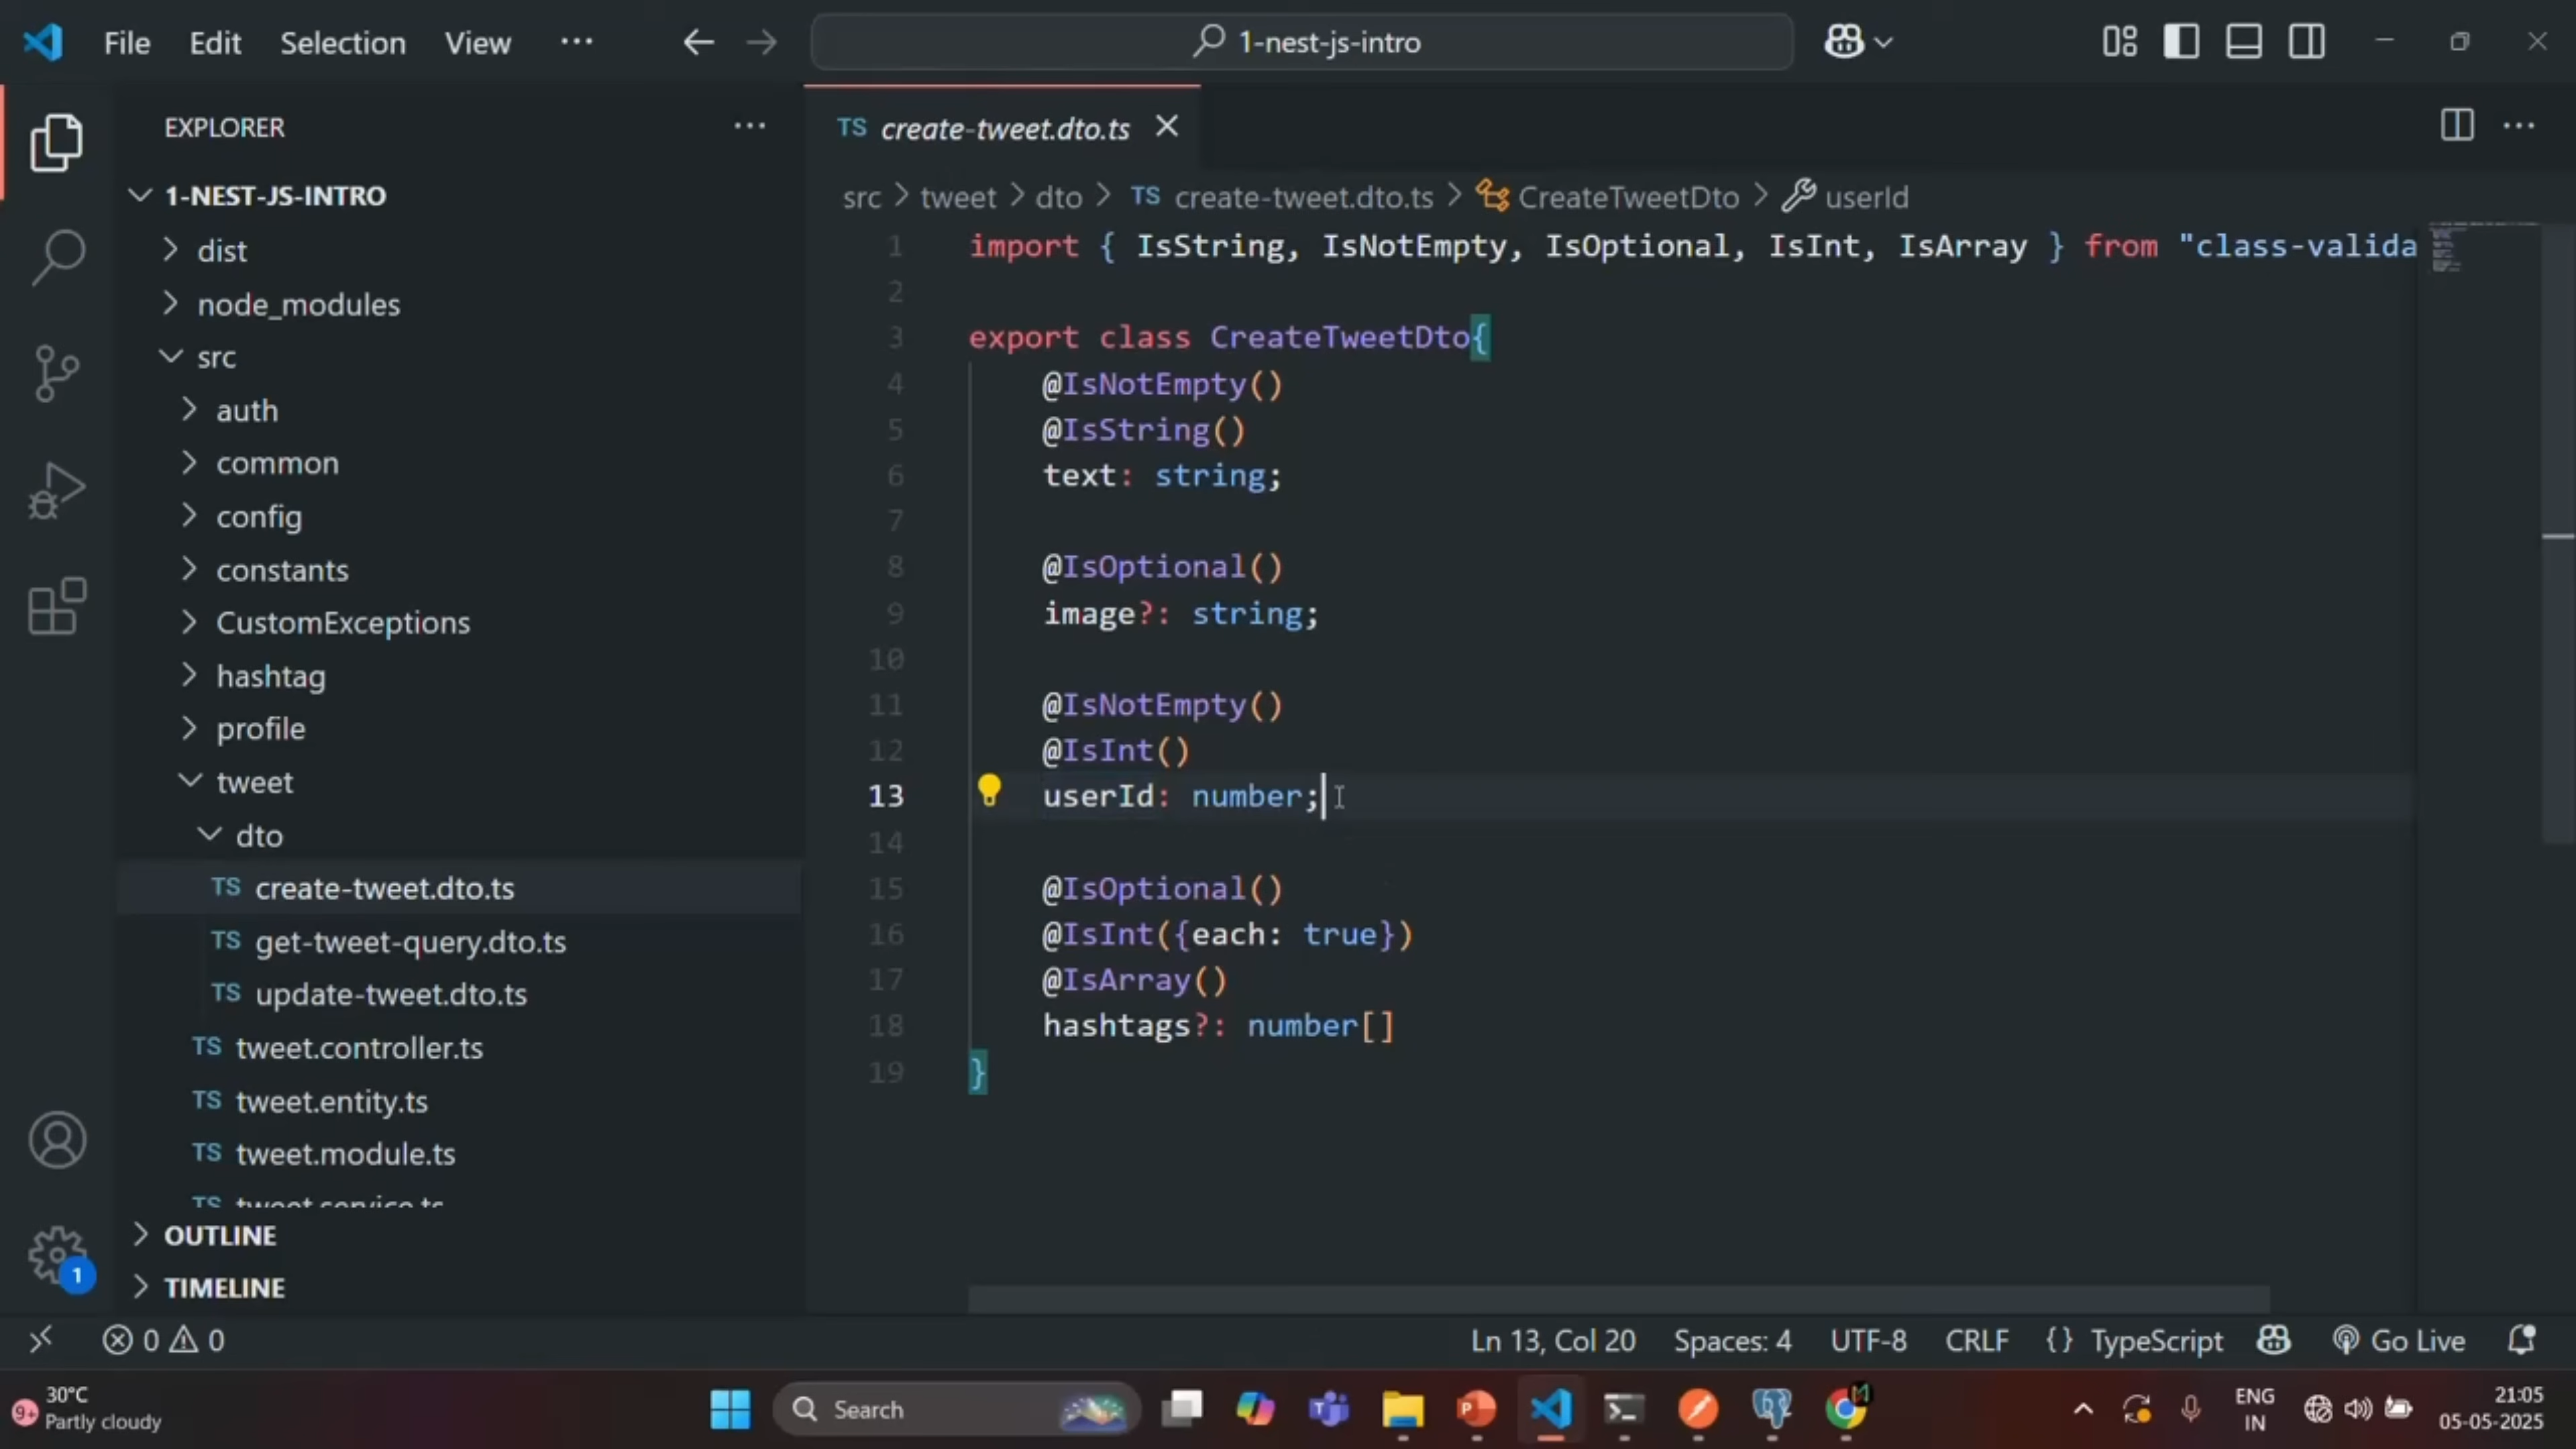 File Edit Selection View ··· 1-nest-js-intro
EXPLORER ···
1-NEST-JS-INTRO
dist
node_modules
src
auth
common
config
constants
CustomExceptions
hashtag
profile
tweet
dto
TS create-tweet.dto.ts
TS get-tweet-query.dto.ts
TS update-tweet.dto.ts
TS tweet.controller.ts
TS tweet.entity.ts
TS tweet.module.ts
TS tweet.service.ts
OUTLINE
TIMELINE
1
TS create-tweet.dto.ts
src > tweet > dto > TS create-tweet.dto.ts > CreateTweetDto > userId
1 import { IsString, IsNotEmpty, IsOptional, IsInt, IsArray } from "class-valida
2
3 export class CreateTweetDto{
4 @IsNotEmpty()
5 @IsString()
6 text: string;
7
8 @IsOptional()
9 image?: string;
10
11 @IsNotEmpty()
12 @IsInt()
13 userId: number;
14
15 @IsOptional()
16 @IsInt({each: true})
17 @IsArray()
18 hashtags?: number[]
19 }
0 0 Ln 13, Col 20 Spaces: 4 UTF-8 CRLF {} TypeScript Go Live
9+ 30°C
Partly cloudy
Search
ENG
IN
21:05
05-05-2025